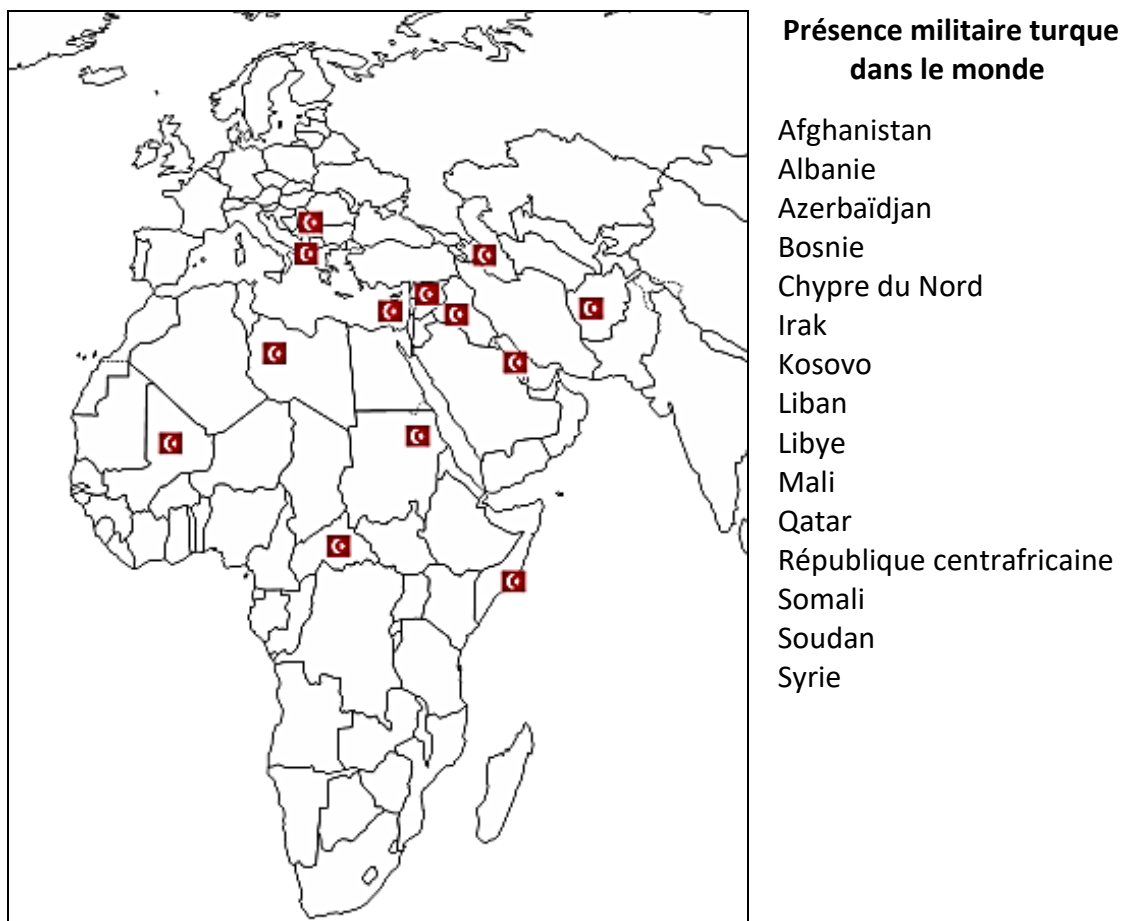 Présence militaire turque
dans le monde
Afghanistan
Albanie
Azerbaïdjan
Bosnie
Chypre du Nord
Irak
Kosovo
Liban
Libye
Mali
Qatar
République centrafricaine
Somali
Soudan
Syrie